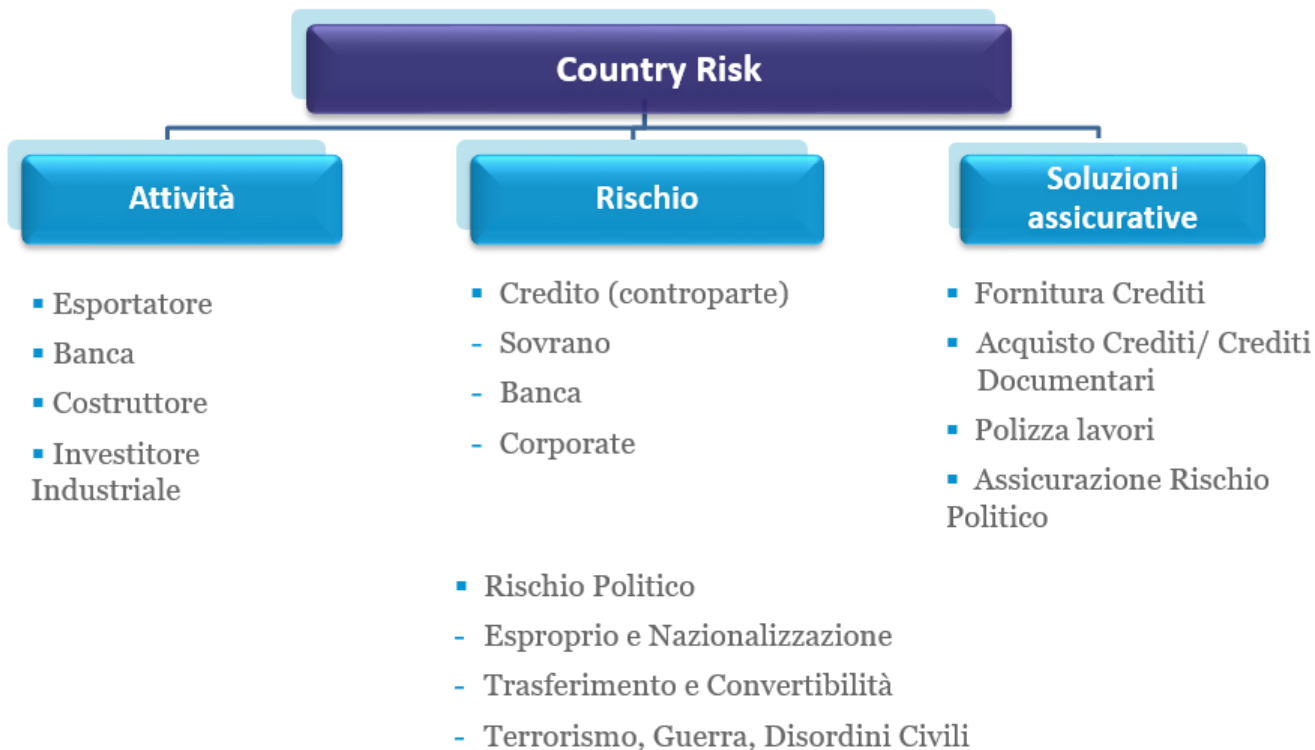 Country Risk
Attività
▪ Esportatore
▪ Banca
▪ Costruttore
▪ Investitore
Industriale
Rischio
▪ Credito (controparte)
- Sovrano
- Banca
- Corporate
▪ Rischio Politico
- Esproprio e Nazionalizzazione
- Trasferimento e Convertibilità
- Terrorismo, Guerra, Disordini Civili
Soluzioni
assicurative
▪ Fornitura Crediti
▪ Acquisto Crediti/ Crediti
Documentari
▪ Polizza lavori
▪ Assicurazione Rischio
Politico